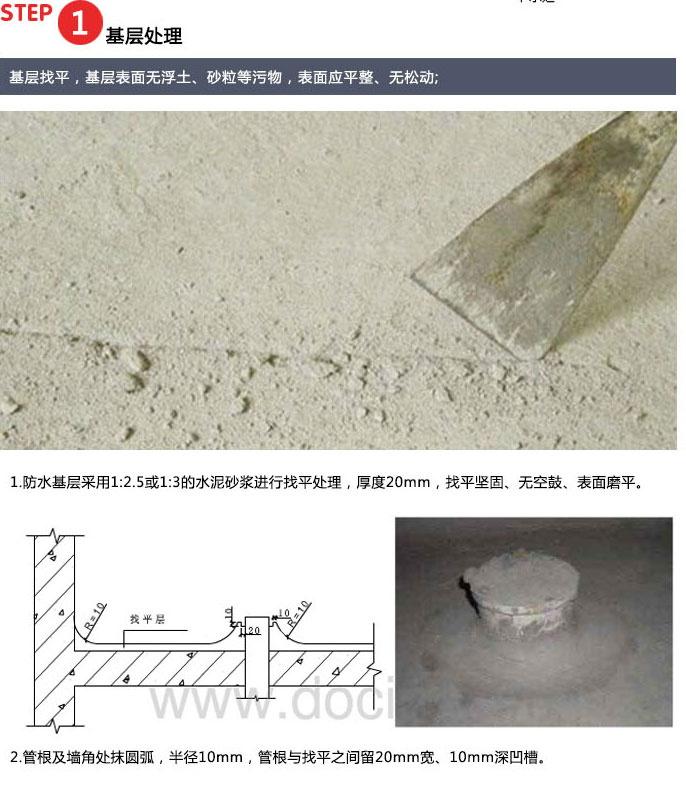 STEP 1
基层处理
基层找平，基层表面无浮土、砂粒等污物，表面应平整、无松动;
1.防水基层采用1:2.5或1:3的水泥砂浆进行找平处理，厚度20mm，找平坚固、无空鼓、表面磨平。
R=10
找平层
10
20
10
R=10
www.doci
2.管根及墙角处抹圆弧，半径10mm，管根与找平之间留20mm宽、10mm深凹槽。